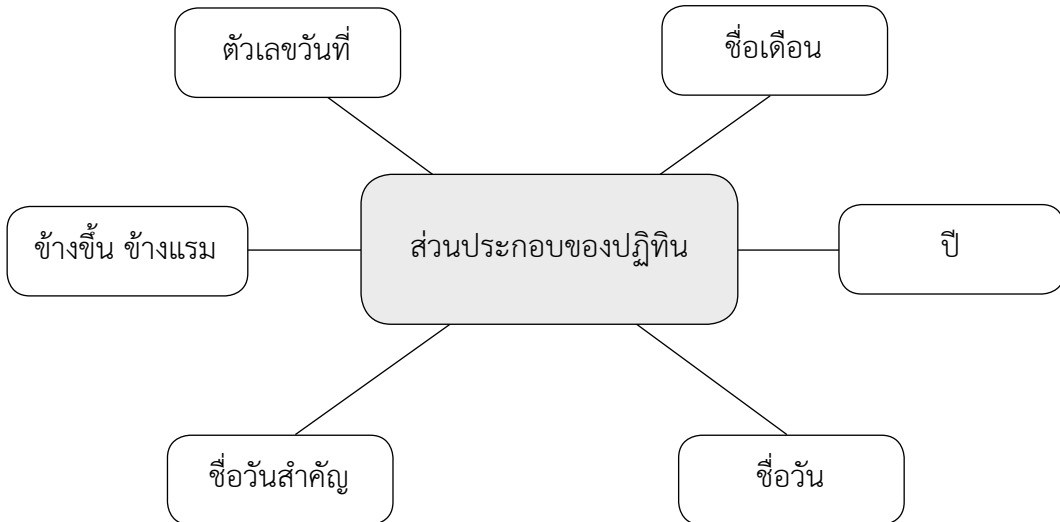 ตัวเลขวันที่
ชื่อเดือน
ข้างขึ้น ข้างแรม
ส่วนประกอบของปฏิทิน
ปี
ชื่อวันสำคัญ
ชื่อวัน